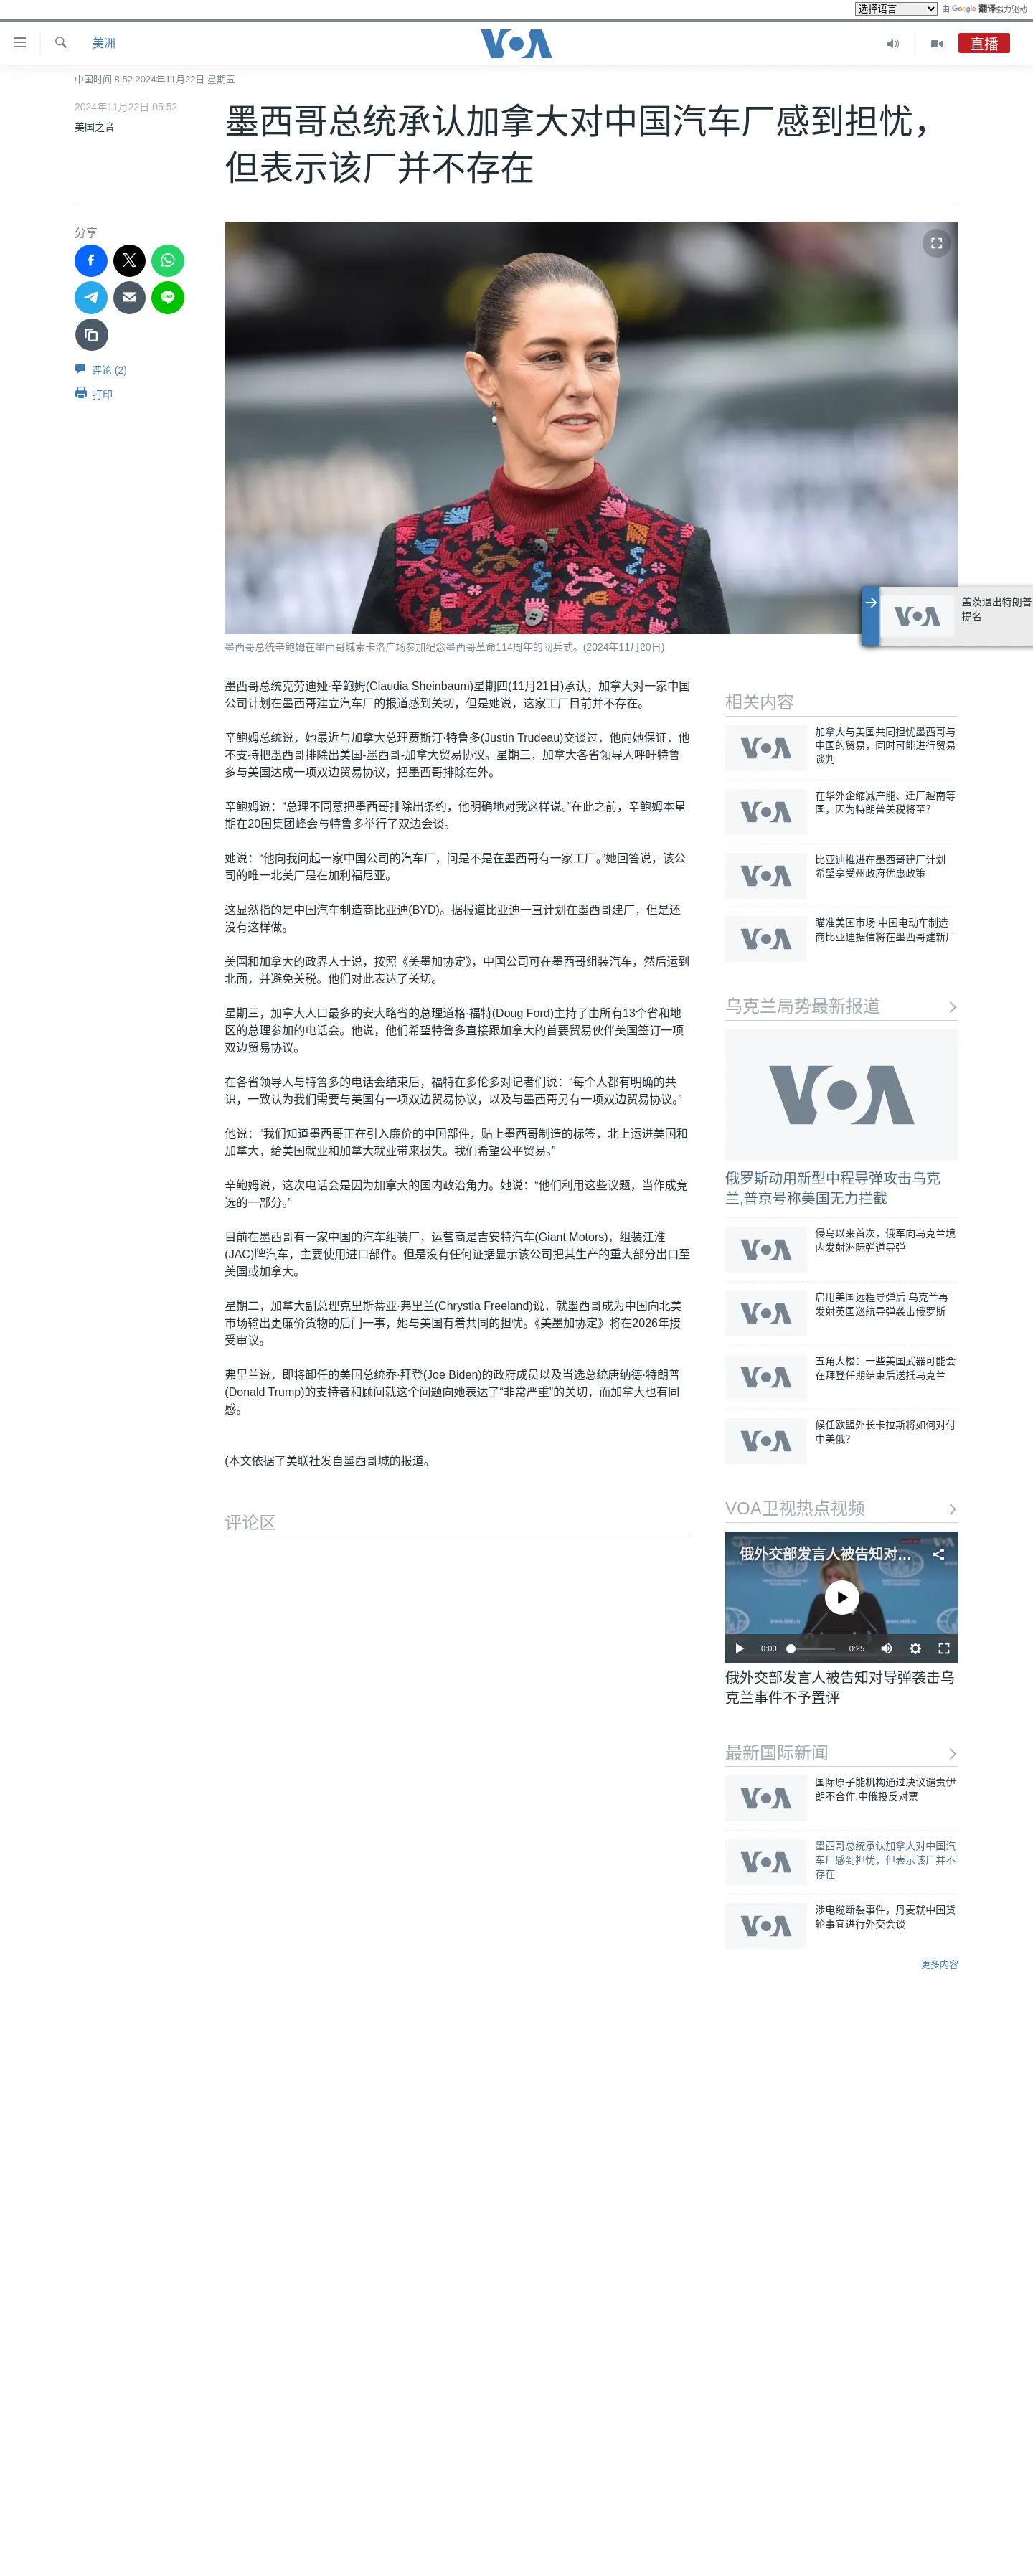 选择语言
由 Google 翻译强力驱动
美洲
VOA
直播
中国时间 8:52 2024年11月22日 星期五
2024年11月22日 05:52
美国之音
墨西哥总统承认加拿大对中国汽车厂感到担忧，
但表示该厂并不存在
分享
LINE
评论 (2)
打印
盖茨退出特朗普
提名
VOA
墨西哥总统辛鲍姆在墨西哥城索卡洛广场参加纪念墨西哥革命114周年的阅兵式。(2024年11月20日)
墨西哥总统克劳迪娅·辛鲍姆(Claudia Sheinbaum)星期四(11月21日)承认，加拿大对一家中国
公司计划在墨西哥建立汽车厂的报道感到关切，但是她说，这家工厂目前并不存在。
辛鲍姆总统说，她最近与加拿大总理贾斯汀·特鲁多(Justin Trudeau)交谈过，他向她保证，他
不支持把墨西哥排除出美国-墨西哥-加拿大贸易协议。星期三，加拿大各省领导人呼吁特鲁
多与美国达成一项双边贸易协议，把墨西哥排除在外。
辛鲍姆说：“总理不同意把墨西哥排除出条约，他明确地对我这样说。”在此之前，辛鲍姆本星
期在20国集团峰会与特鲁多举行了双边会谈。
她说：“他向我问起一家中国公司的汽车厂，问是不是在墨西哥有一家工厂。”她回答说，该公
司的唯一北美厂是在加利福尼亚。
这显然指的是中国汽车制造商比亚迪(BYD)。据报道比亚迪一直计划在墨西哥建厂，但是还
没有这样做。
美国和加拿大的政界人士说，按照《美墨加协定》，中国公司可在墨西哥组装汽车，然后运到
北面，并避免关税。他们对此表达了关切。
星期三，加拿大人口最多的安大略省的总理道格·福特(Doug Ford)主持了由所有13个省和地
区的总理参加的电话会。他说，他们希望特鲁多直接跟加拿大的首要贸易伙伴美国签订一项
双边贸易协议。
在各省领导人与特鲁多的电话会结束后，福特在多伦多对记者们说：“每个人都有明确的共
识，一致认为我们需要与美国有一项双边贸易协议，以及与墨西哥另有一项双边贸易协议。”
他说：“我们知道墨西哥正在引入廉价的中国部件，贴上墨西哥制造的标签，北上运进美国和
加拿大，给美国就业和加拿大就业带来损失。我们希望公平贸易。”
辛鲍姆说，这次电话会是因为加拿大的国内政治角力。她说：“他们利用这些议题，当作成竞
选的一部分。”
目前在墨西哥有一家中国的汽车组装厂，运营商是吉安特汽车(Giant Motors)，组装江淮
(JAC)牌汽车，主要使用进口部件。但是没有任何证据显示该公司把其生产的重大部分出口至
美国或加拿大。
星期二，加拿大副总理克里斯蒂亚·弗里兰(Chrystia Freeland)说，就墨西哥成为中国向北美
市场输出更廉价货物的后门一事，她与美国有着共同的担忧。《美墨加协定》将在2026年接
受审议。
弗里兰说，即将卸任的美国总统乔·拜登(Joe Biden)的政府成员以及当选总统唐纳德·特朗普
(Donald Trump)的支持者和顾问就这个问题向她表达了“非常严重”的关切，而加拿大也有同
感。
(本文依据了美联社发自墨西哥城的报道。
评论区
相关内容
VOA
加拿大与美国共同担忧墨西哥与
中国的贸易，同时可能进行贸易
谈判
VOA
在华外企缩减产能、迁厂越南等
国，因为特朗普关税将至？
VOA
比亚迪推进在墨西哥建厂计划
希望享受州政府优惠政策
VOA
瞄准美国市场 中国电动车制造
商比亚迪据信将在墨西哥建新厂
乌克兰局势最新报道
VOA
俄罗斯动用新型中程导弹攻击乌克
兰,普京号称美国无力拦截
VOA
侵乌以来首次，俄军向乌克兰境
内发射洲际弹道导弹
VOA
启用美国远程导弹后 乌克兰再
发射英国巡航导弹袭击俄罗斯
VOA
五角大楼：一些美国武器可能会
在拜登任期结束后送抵乌克兰
VOA
候任欧盟外长卡拉斯将如何对付
中美俄？
VOA卫视热点视频
俄外交部发言人被告知对...
0:00
0:25
俄外交部发言人被告知对导弹袭击乌
克兰事件不予置评
最新国际新闻
VOA
国际原子能机构通过决议谴责伊
朗不合作,中俄投反对票
VOA
墨西哥总统承认加拿大对中国汽
车厂感到担忧，但表示该厂并不
存在
VOA
涉电缆断裂事件，丹麦就中国货
轮事宜进行外交会谈
更多内容